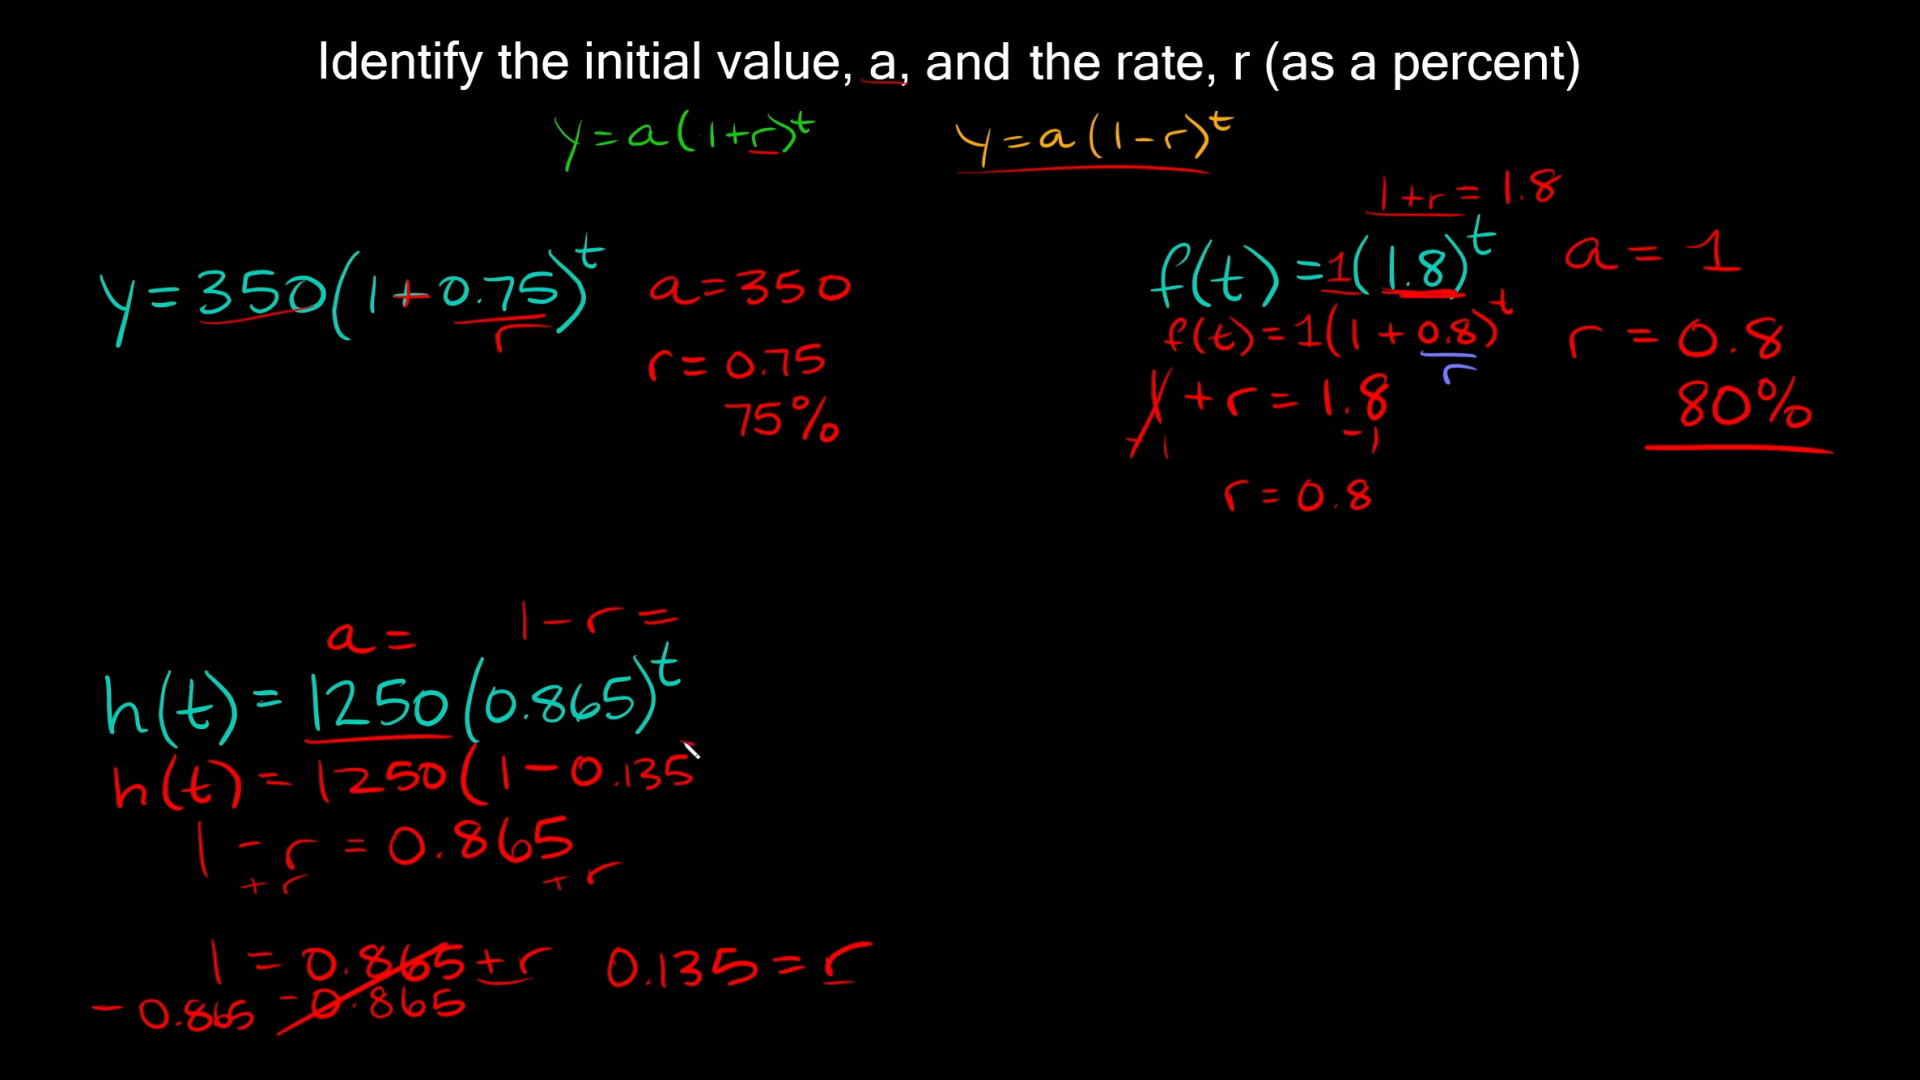 Identify the initial value, a, and the rate, r (as a percent)
y = a(1+r)^t
y = a(1-r)^t
y = 350(1+0.75)^t
r
a = 350
r = 0.75
75%
1+r = 1.8
f(t) = 1(1.8)^t
f(t) = 1(1+0.8)^t
r
1+r = 1.8
-1 -1
r = 0.8
a = 1
r = 0.8
80%
a = 1-r =
h(t) = 1250(0.865)^t
h(t) = 1250(1-0.135
1 - r = 0.865
+r +r
1 = 0.865 + r
-0.865 -0.865
0.135 = r